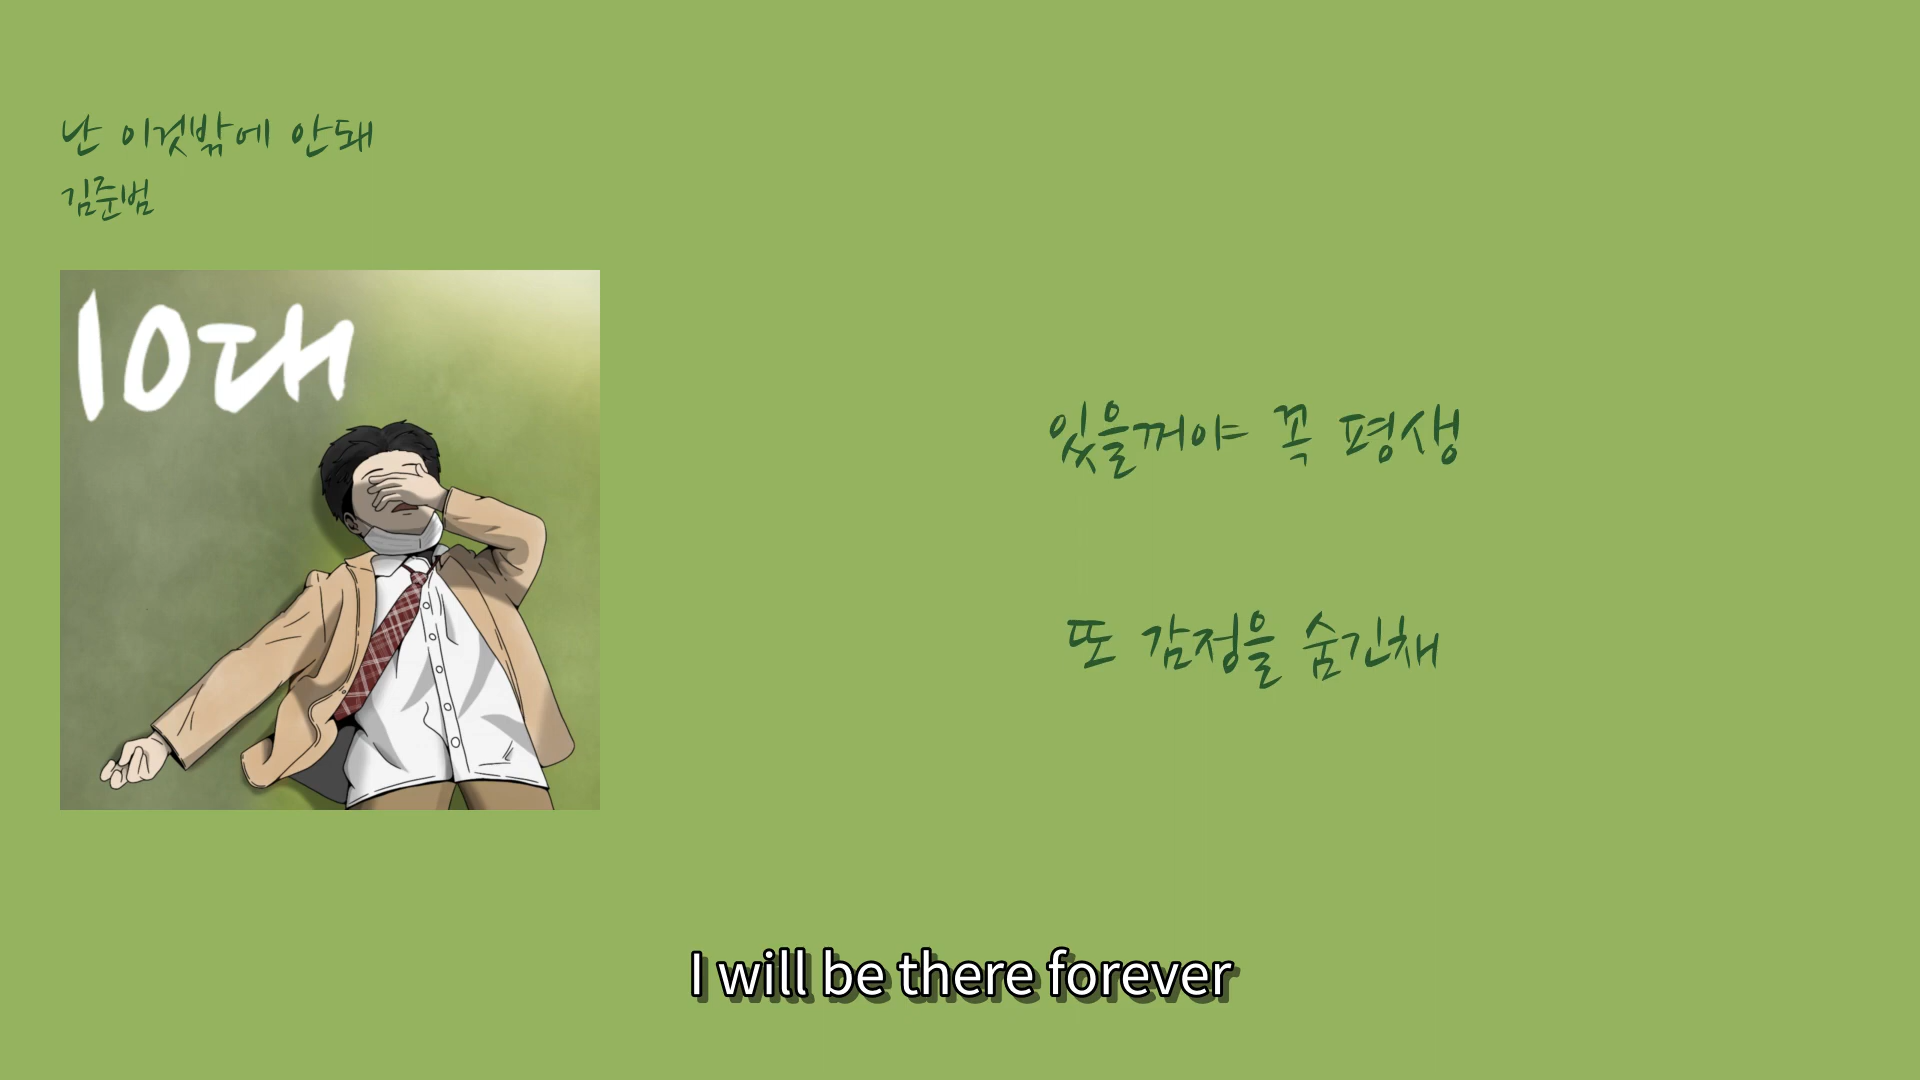 난 이것밖에 안돼
김준범
10대
있을꺼야 꼭 평생
또 감정을 숨긴채
I will be there forever